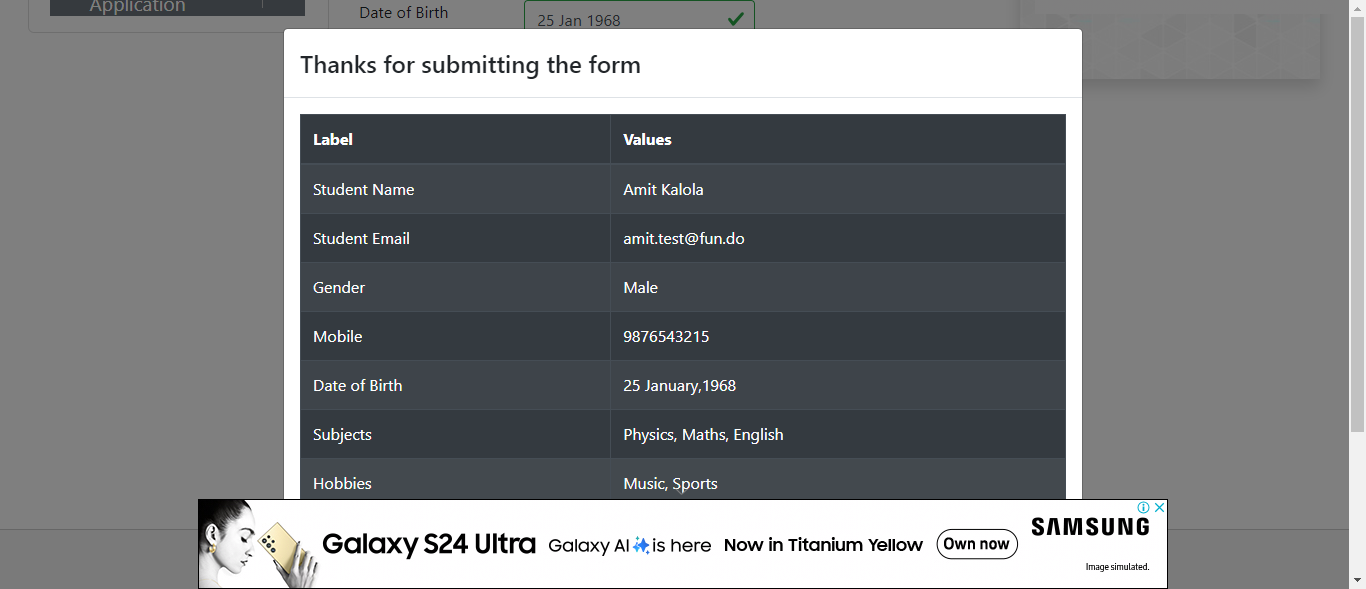 Application
Date of Birth
25 Jan 1968
Thanks for submitting the form
Label Values
Student Name Amit Kalola
Student Email amit.test@fun.do
Gender Male
Mobile 9876543215
Date of Birth 25 January,1968
Subjects Physics, Maths, English
Hobbies Music, Sports
Galaxy S24 Ultra Galaxy AI is here Now in Titanium Yellow Own now SAMSUNG
Image simulated.